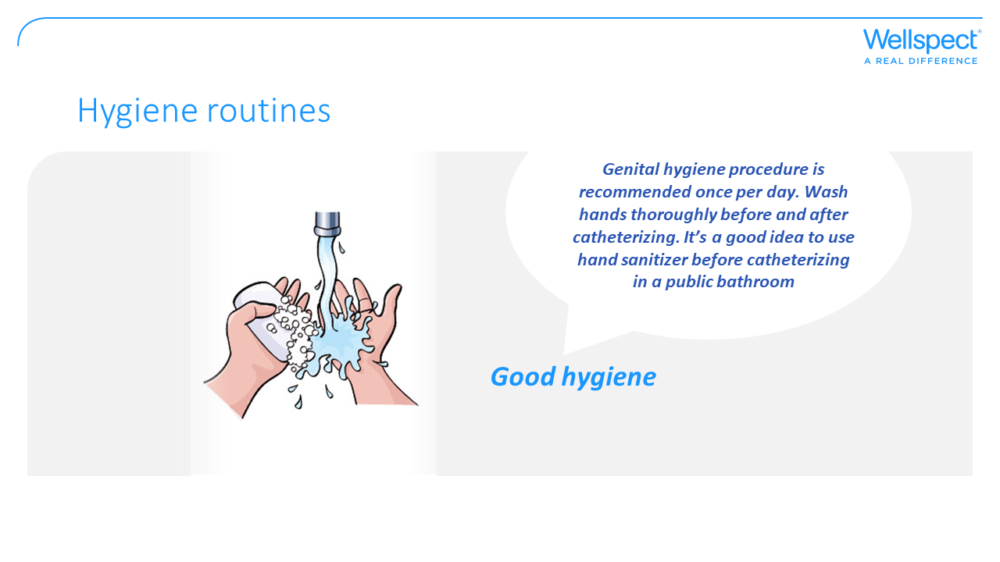 Wellspect®
A REAL DIFFERENCE
Hygiene routines
Genital hygiene procedure is
recommended once per day. Wash
hands thoroughly before and after
catheterizing. It’s a good idea to use
hand sanitizer before catheterizing
in a public bathroom
Good hygiene